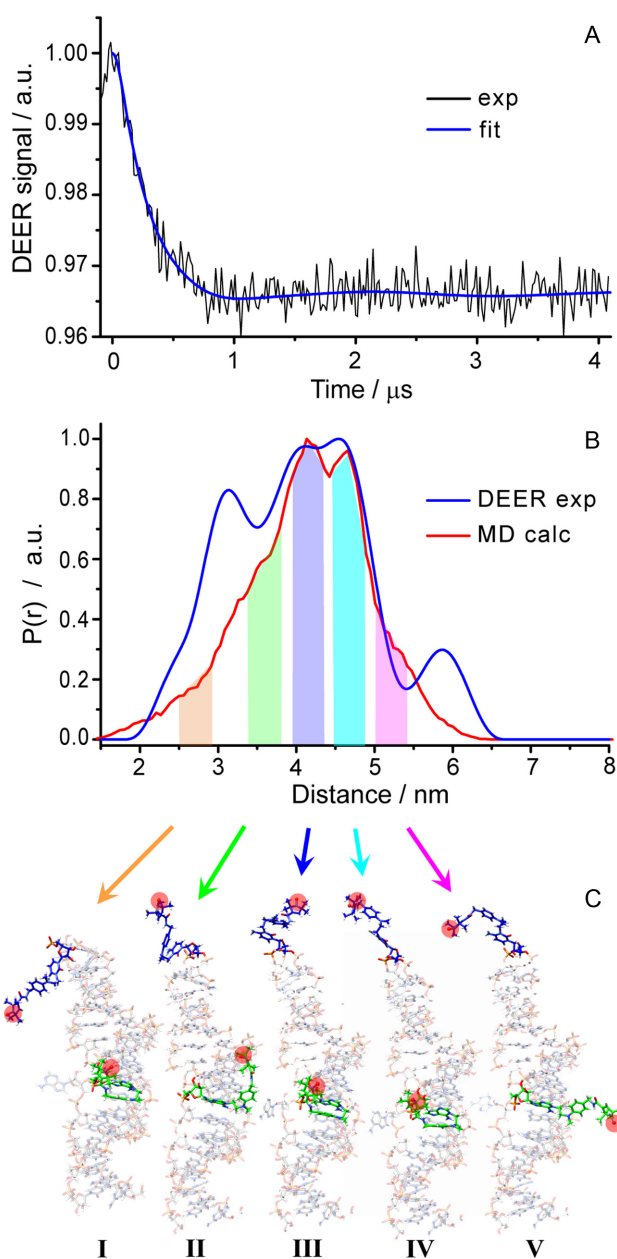 A
1.00
0.99
0.98
0.97
0.96
DEER signal / a.u.
exp
fit
0 1 2 3 4
Time / μs
B
1.0
0.8
0.6
0.4
0.2
0.0
P(r) / a.u.
DEER exp
MD calc
2 3 4 5 6 7 8
Distance / nm
C
I II III IV V